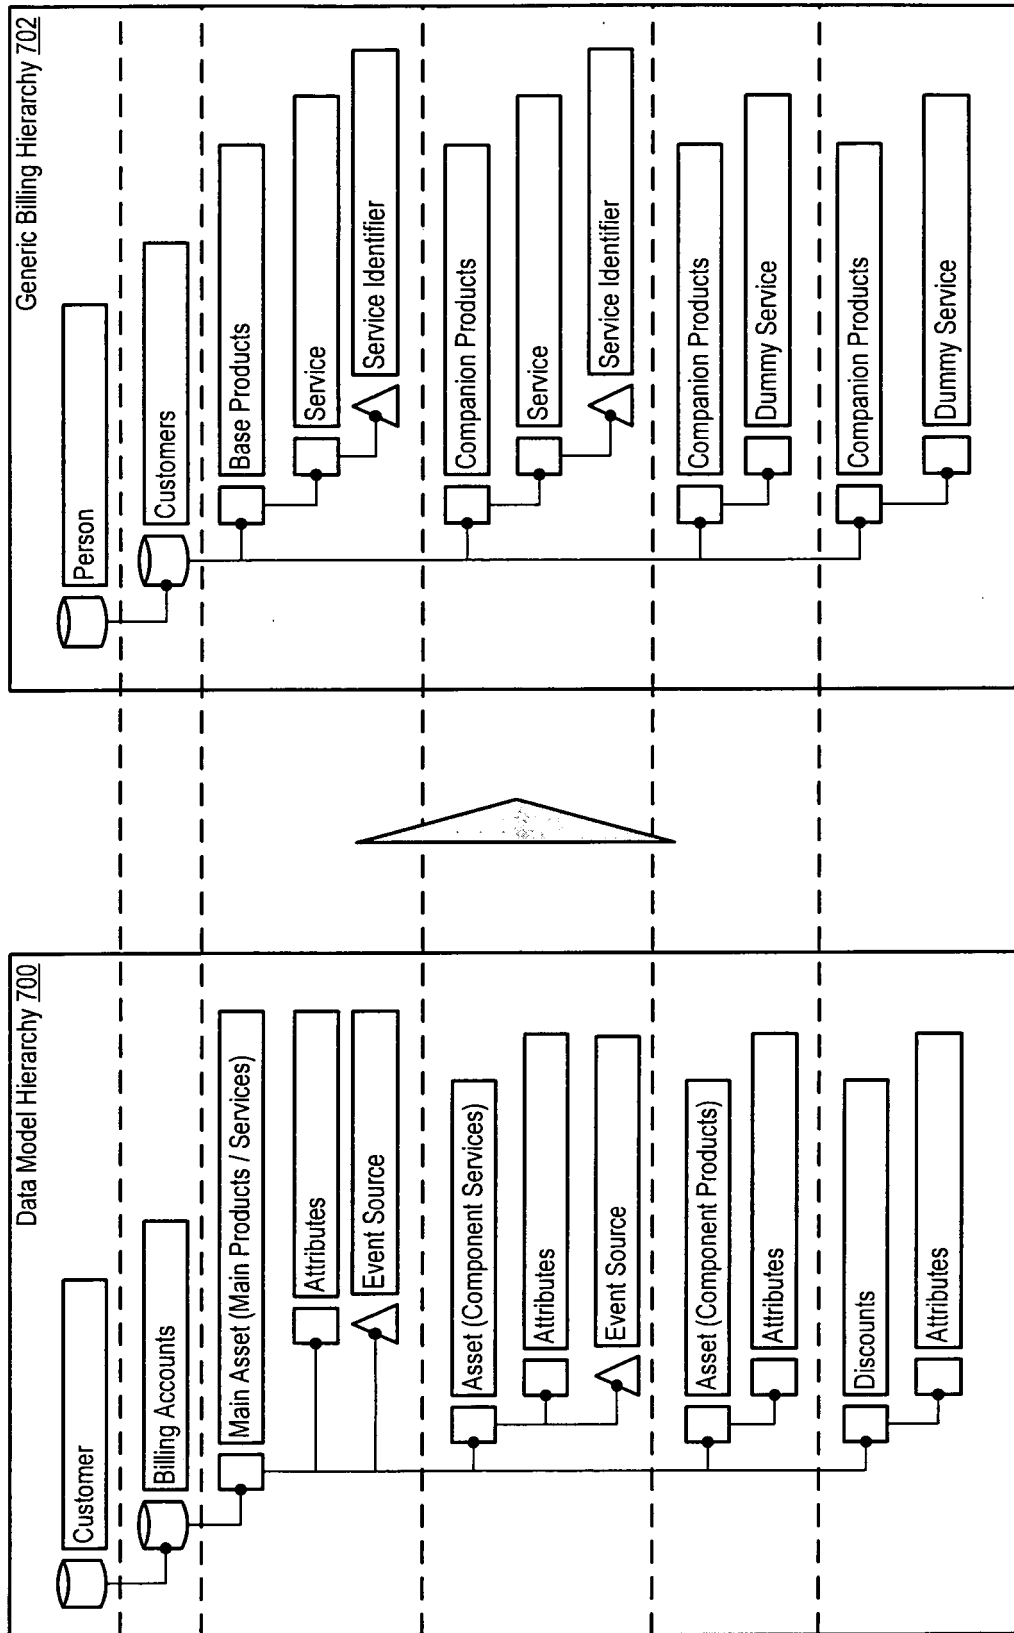 Data Model Hierarchy 700
Customer
Billing Accounts
Main Asset (Main Products / Services)
Attributes
Event Source
Asset (Component Services)
Attributes
Event Source
Asset (Component Products)
Attributes
Discounts
Attributes
Generic Billing Hierarchy 702
Person
Customers
Base Products
Service
Service Identifier
Companion Products
Service
Service Identifier
Companion Products
Dummy Service
Companion Products
Dummy Service